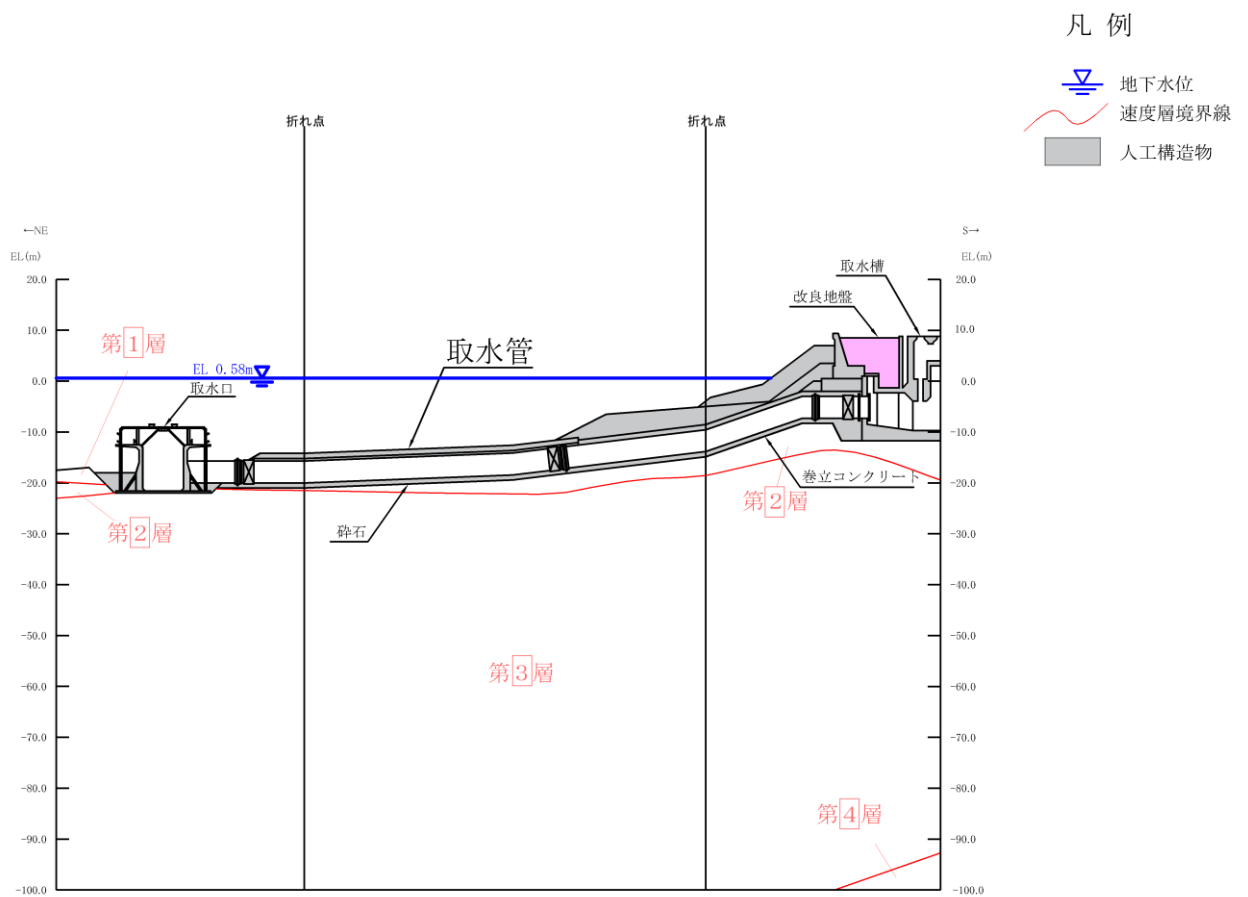 凡 例
地下水位
速度層境界線
人工構造物
折れ点
折れ点
←NE
S→
EL(m)
EL(m)
取水槽
改良地盤
第1層
取水管
EL 0.58m
取水口
第2層
砕石
巻立コンクリート
第2層
第3層
第4層
20.0
10.0
0.0
-10.0
-20.0
-30.0
-40.0
-50.0
-60.0
-70.0
-80.0
-90.0
-100.0
20.0
10.0
0.0
-10.0
-20.0
-30.0
-40.0
-50.0
-60.0
-70.0
-80.0
-90.0
-100.0